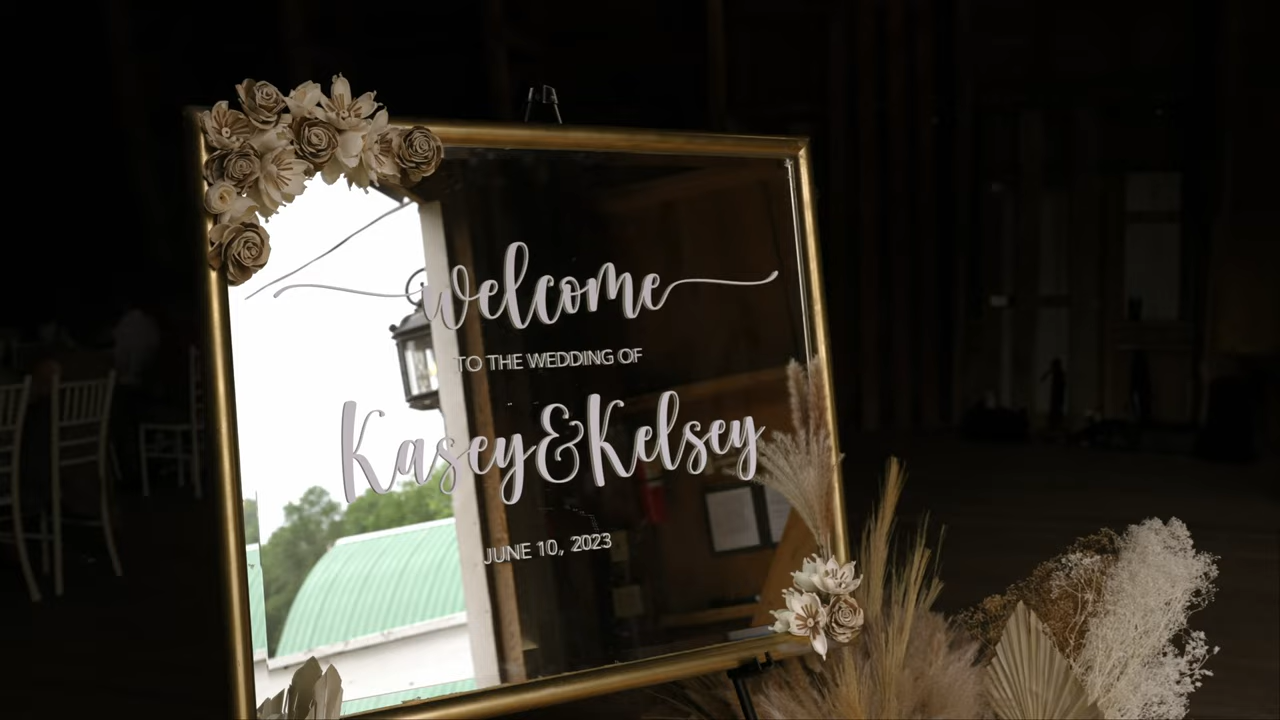 welcome
TO THE WEDDING OF
Kasey & Kelsey
JUNE 10, 2023